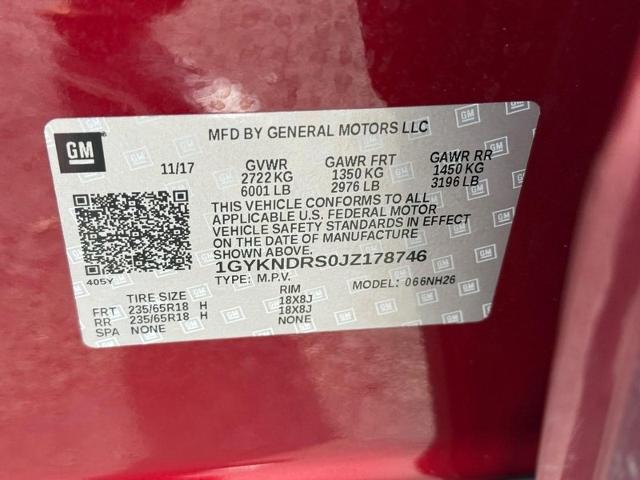 GM
MFD BY GENERAL MOTORS LLC
11/17
GVWR GAWR FRT GAWR RR
2722 KG 1350 KG 1450 KG
6001 LB 2976 LB 3196 LB
THIS VEHICLE CONFORMS TO ALL
APPLICABLE U.S. FEDERAL MOTOR
VEHICLE SAFETY STANDARDS IN EFFECT
ON THE DATE OF MANUFACTURE
SHOWN ABOVE.
1GYKNDRS0JZ178746
405Y
TYPE: M.P.V. MODEL: 066NH26
TIRE SIZE RIM
FRT 235/65R18 H 18X8J
RR 235/65R18 H 18X8J
SPA NONE NONE